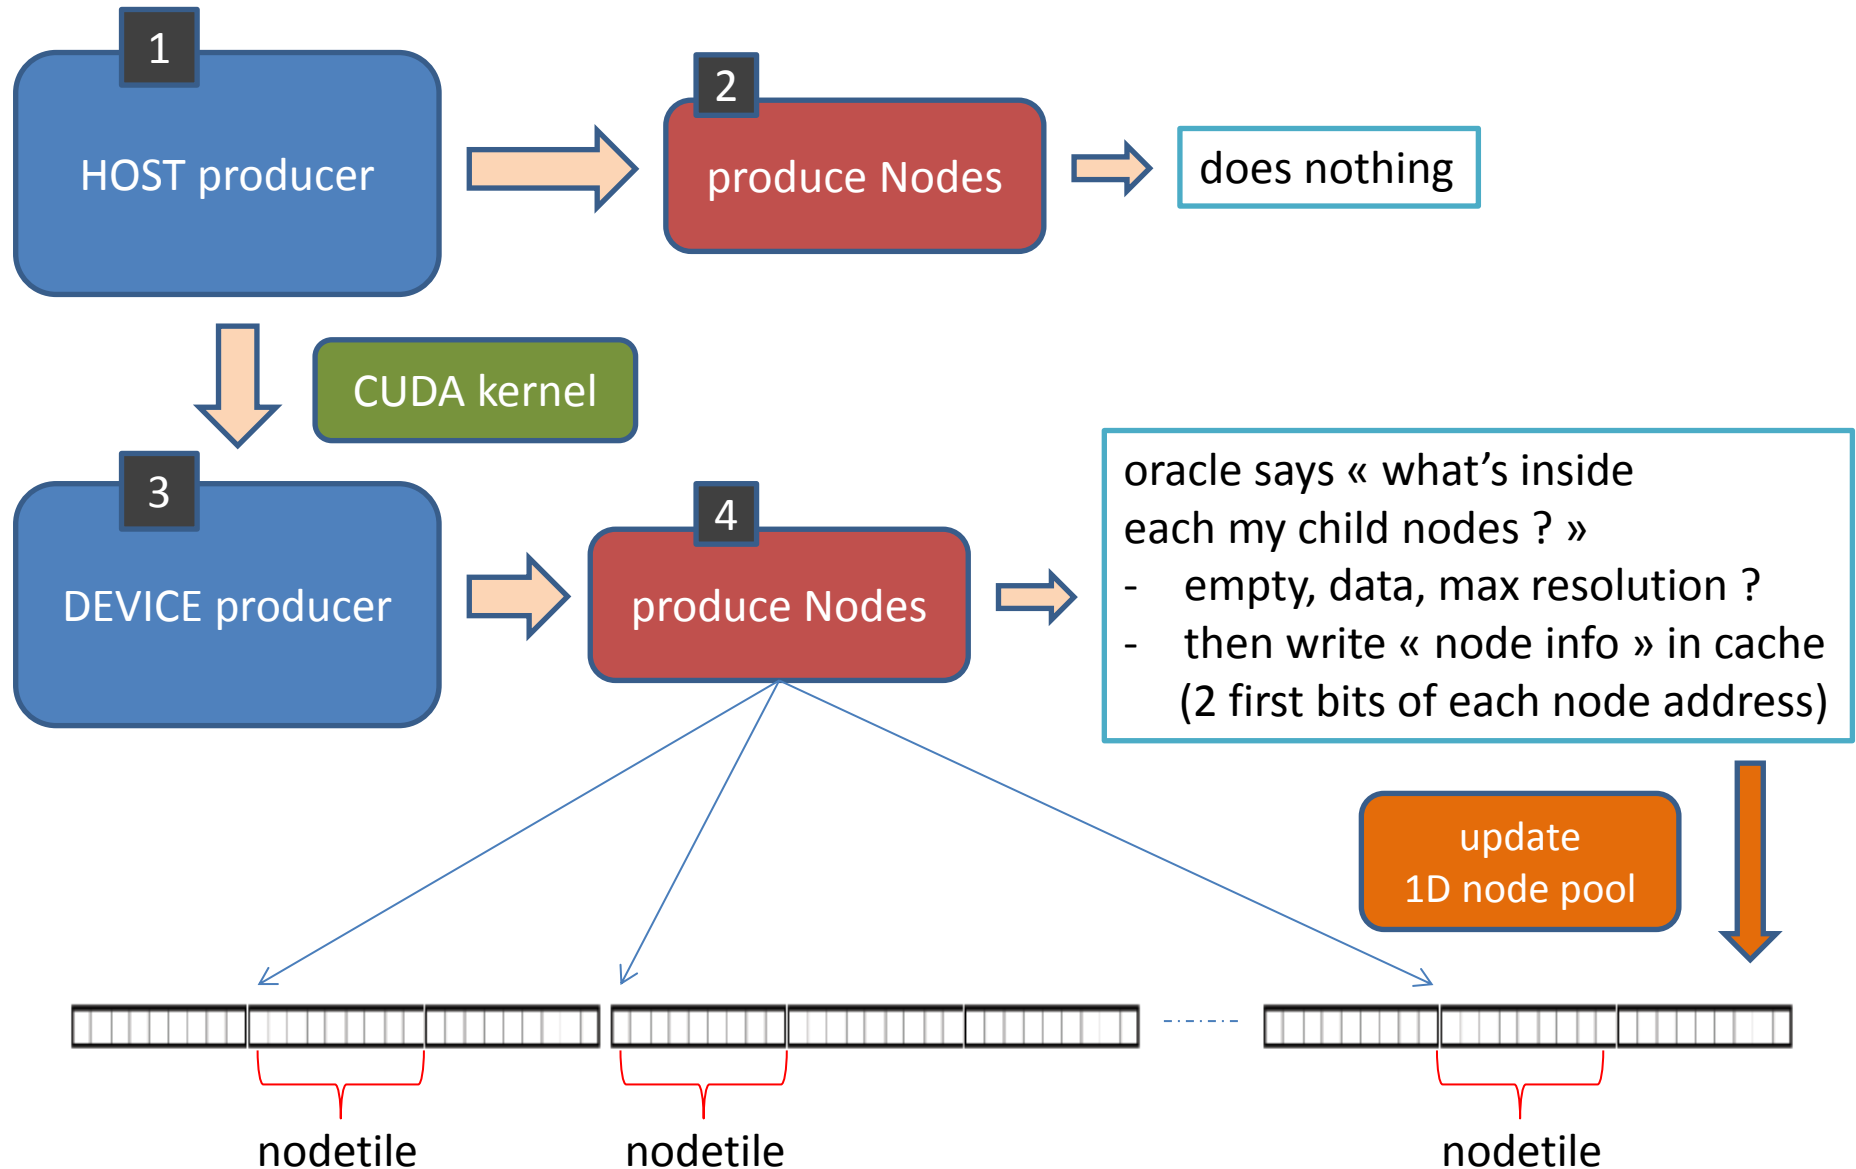 1
HOST producer
2
produce Nodes
does nothing
CUDA kernel
3
DEVICE producer
4
produce Nodes
oracle says « what’s inside
each my child nodes ? »
- empty, data, max resolution ?
- then write « node info » in cache
(2 first bits of each node address)
update
1D node pool
nodetile
nodetile
nodetile